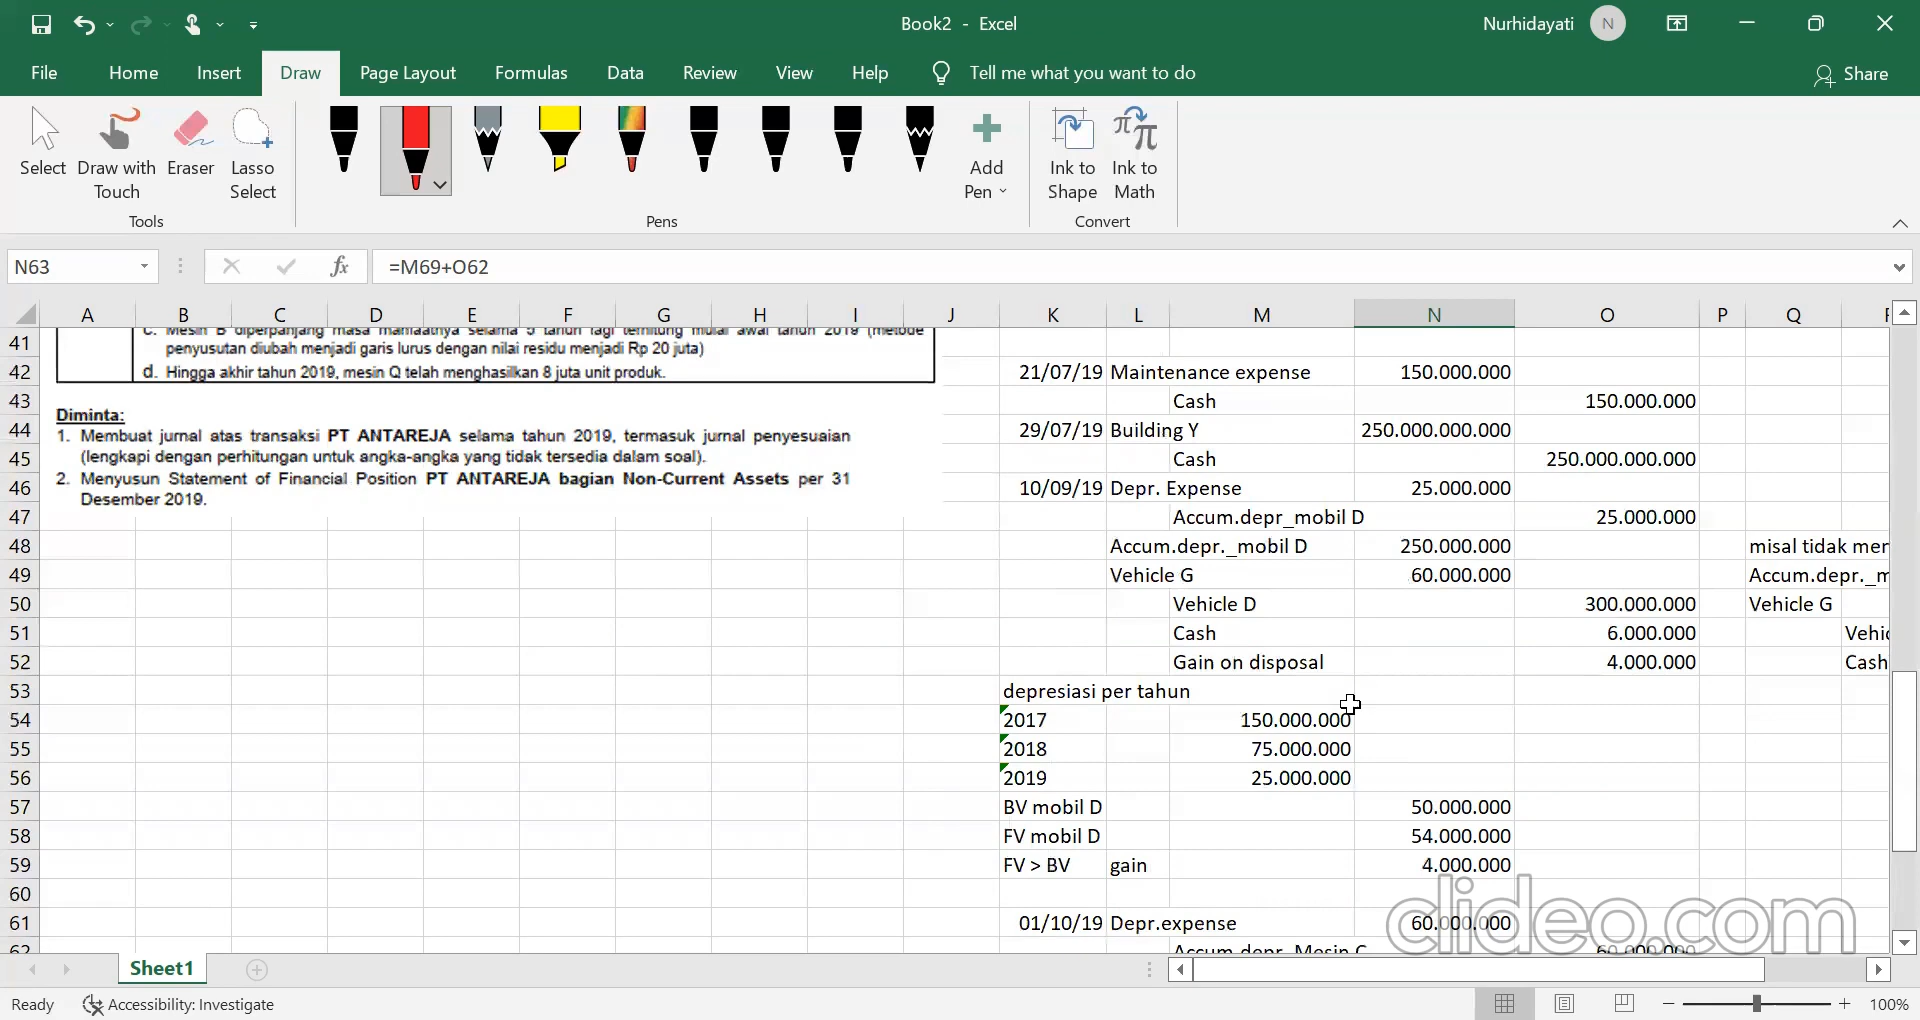 Book2 - Excel
Nurhidayati
N
File
Home
Insert
Draw
Page Layout
Formulas
Data
Review
View
Help
Tell me what you want to do
Share
Select
Draw with Touch
Eraser
Lasso Select
Add Pen
Ink to Shape
Ink to Math
Tools
Pens
Convert
N63
fx
=M69+O62
A B C D E F G H I J K L M N O P Q
41 c. Mesin B diperpanjang masa manfaatnya selama 5 tahun lagi terhitung mulai awal tahun 2019 (metode
penyusutan diubah menjadi garis lurus dengan nilai residu menjadi Rp 20 juta)
42 d. Hingga akhir tahun 2019, mesin Q telah menghasilkan 8 juta unit produk.
21/07/19 Maintenance expense 150.000.000
43 Cash 150.000.000
Diminta:
44 1. Membuat jurnal atas transaksi PT ANTAREJA selama tahun 2019, termasuk jurnal penyesuaian
29/07/19 Building Y 250.000.000.000
45 (lengkapi dengan perhitungan untuk angka-angka yang tidak tersedia dalam soal).
Cash 250.000.000.000
46 2. Menyusun Statement of Financial Position PT ANTAREJA bagian Non-Current Assets per 31
Desember 2019.
10/09/19 Depr. Expense 25.000.000
47 Accum.depr_mobil D 25.000.000
48 Accum.depr._mobil D 250.000.000 misal tidak mer
49 Vehicle G 60.000.000 Accum.depr._m
50 Vehicle D 300.000.000 Vehicle G
51 Cash 6.000.000 Vehic
52 Gain on disposal 4.000.000 Cash
53 depresiasi per tahun
54 2017 150.000.000
55 2018 75.000.000
56 2019 25.000.000
57 BV mobil D 50.000.000
58 FV mobil D 54.000.000
59 FV > BV gain 4.000.000
60
61 01/10/19 Depr.expense 60.000.000
62 Accum.depr_Mesin C 60.000.000
clideo.com
Sheet1
Ready
Accessibility: Investigate
100%